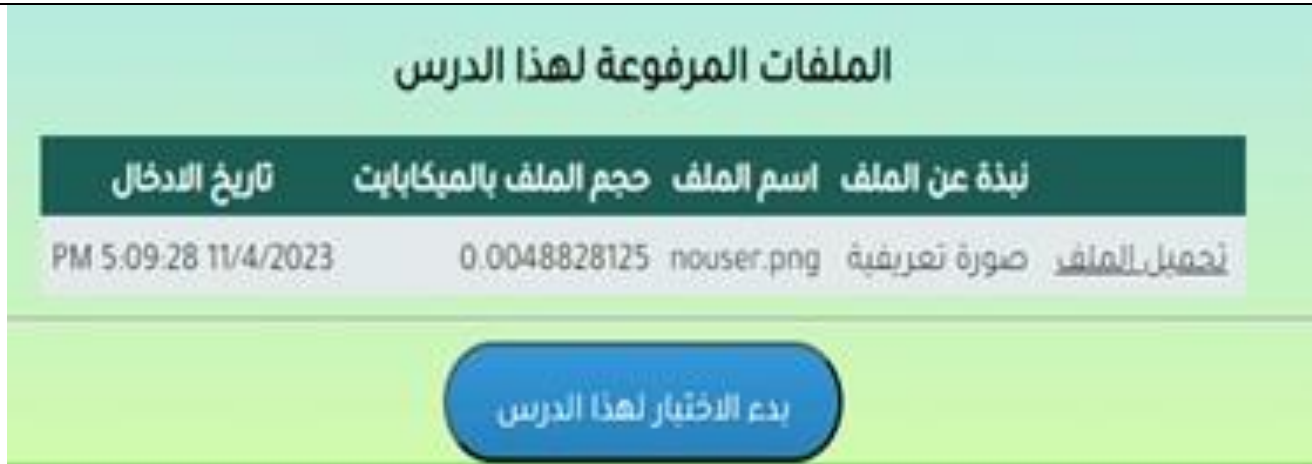 الملفات المرفوعة لهذا الدرس
نبذة عن الملف اسم الملف حجم الملف بالميكابايت تاريخ الادخال
تحميل الملف صورة تعريفية nouser.png 0.0048828125 11/4/2023 5:09:28 PM
بدء الاختبار لهذا الدرس